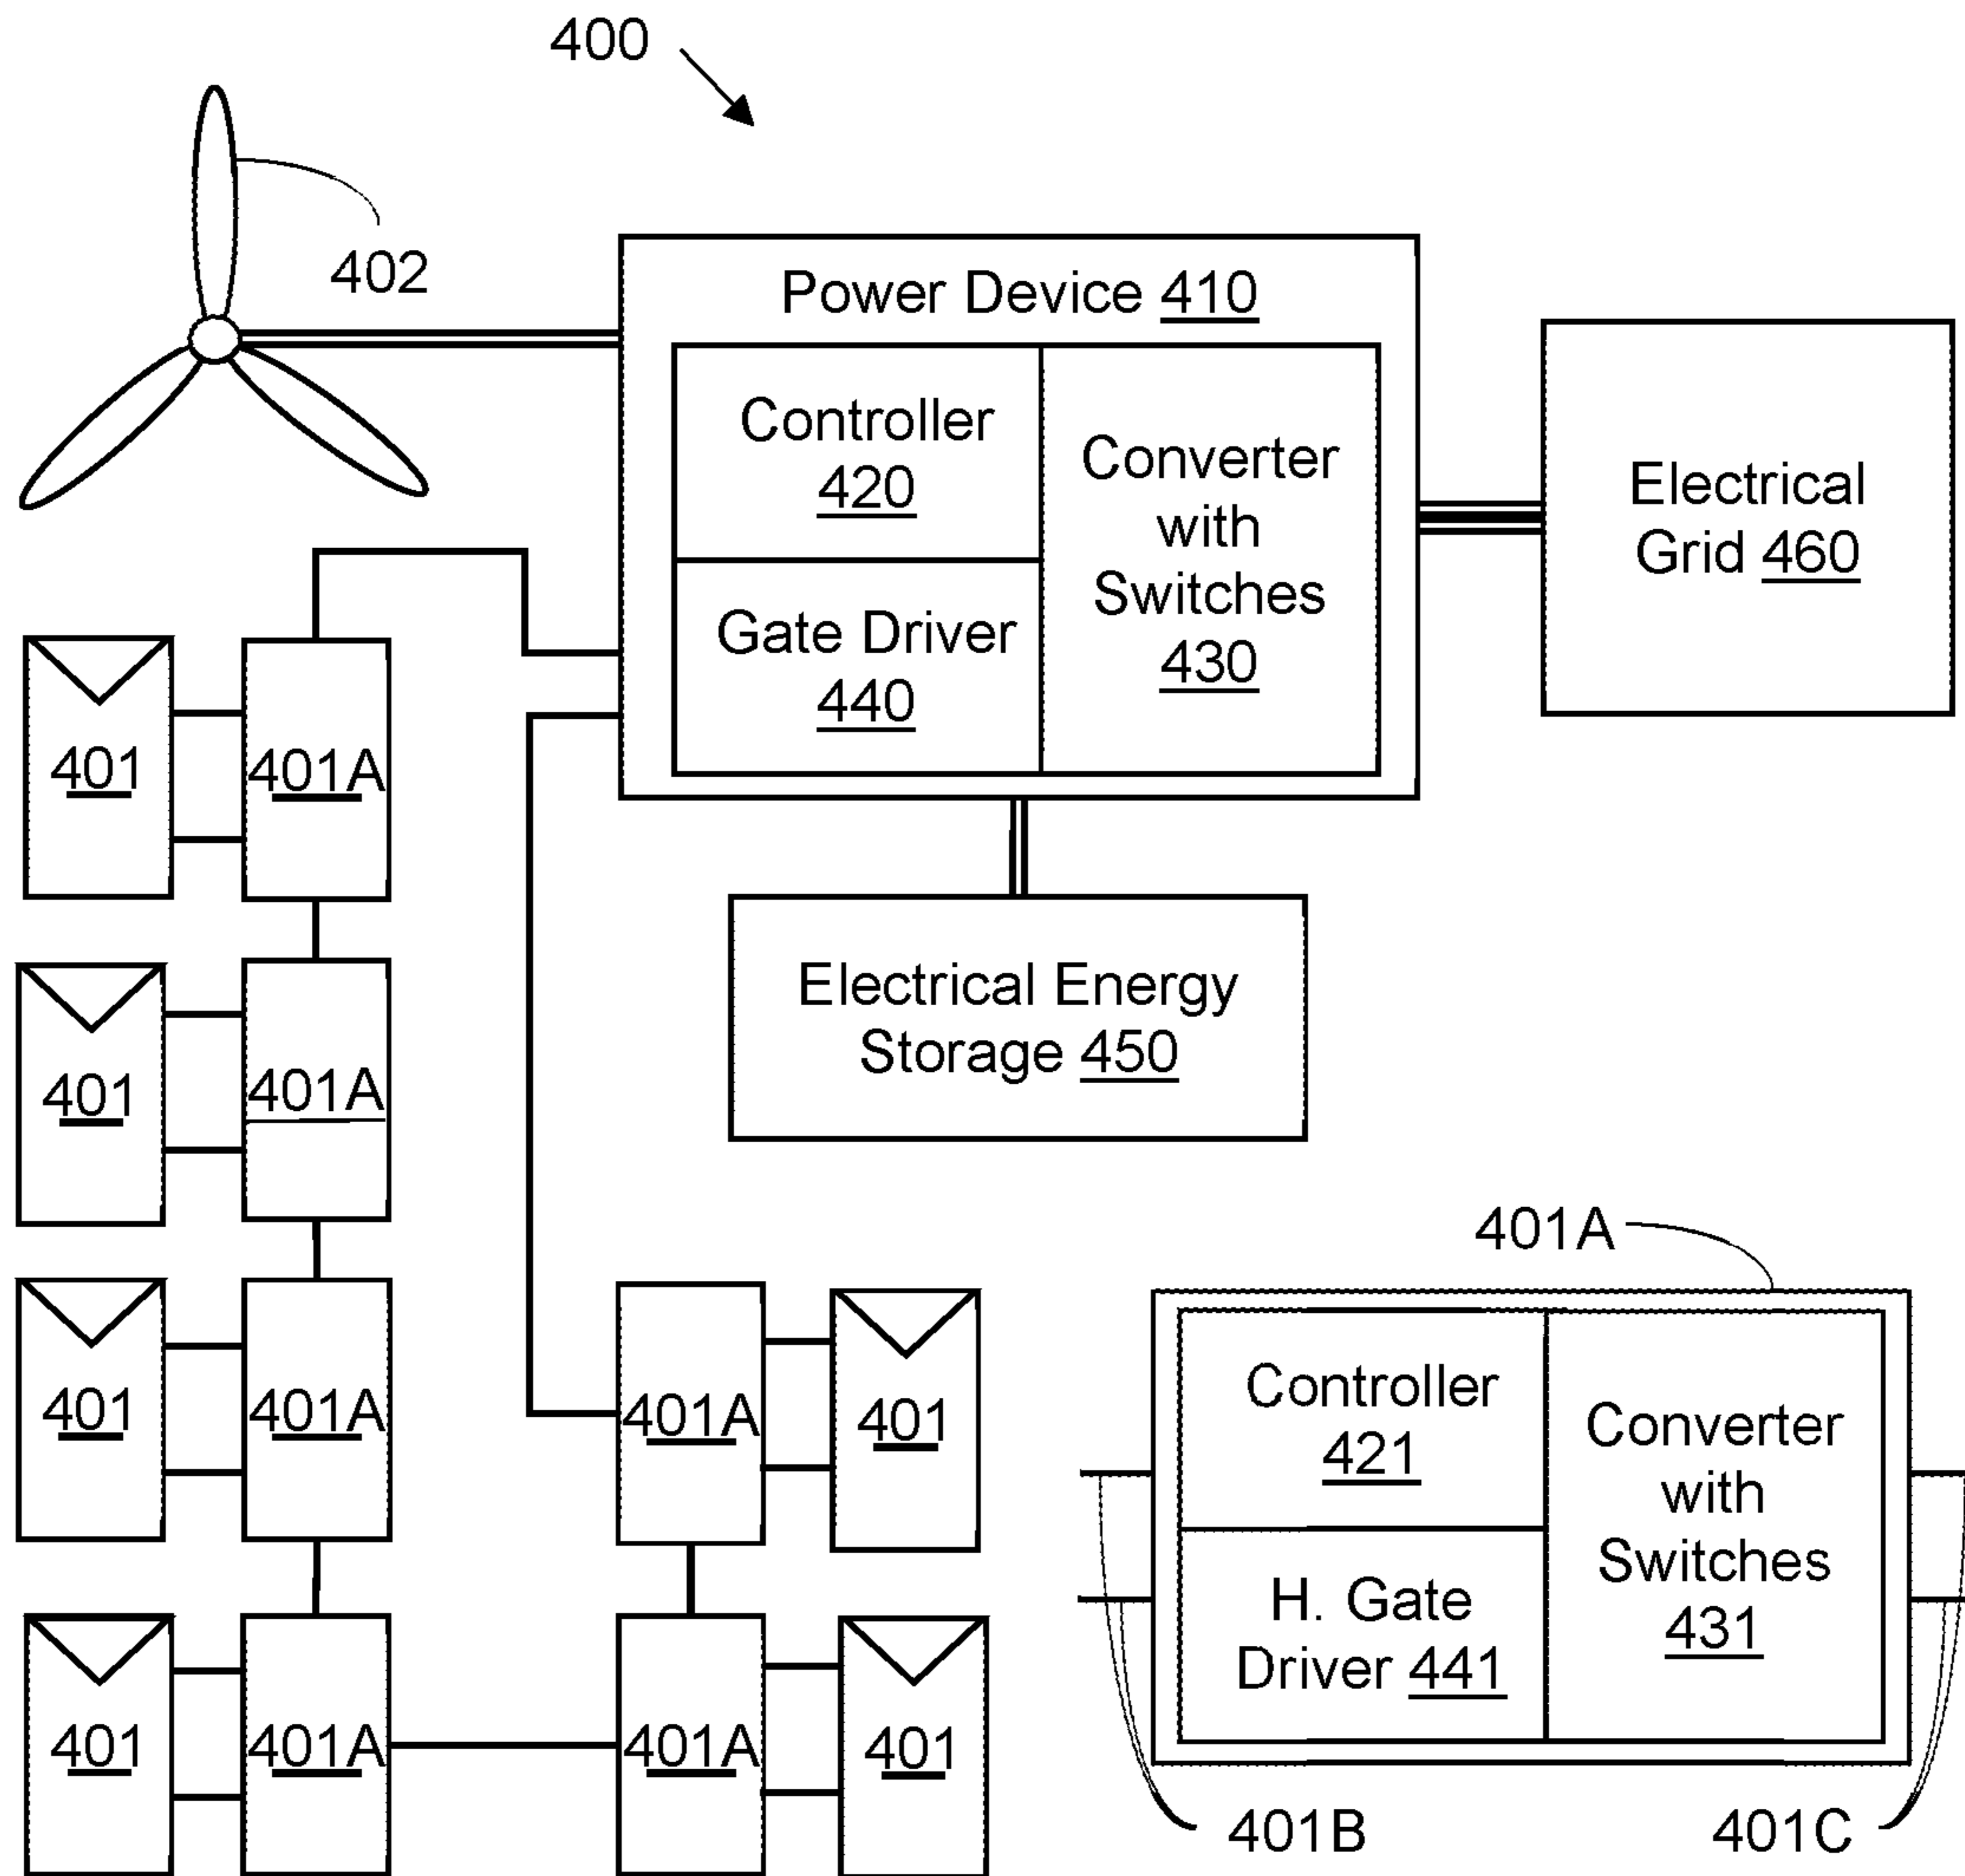 400
402
Power Device 410
Controller
420
Converter
with
Switches
430
Gate Driver
440
Electrical
Grid 460
401
401A
Electrical Energy
Storage 450
401
401A
401
401A
401A
401
401
401A
401A
401
401A
Controller
421
Converter
with
Switches
431
H. Gate
Driver 441
401B
401C